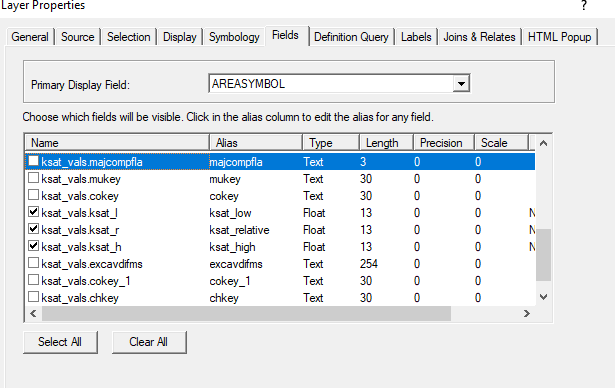 Layer Properties ?
General Source Selection Display Symbology Fields Definition Query Labels Joins & Relates HTML Popup
Primary Display Field: AREASYMBOL
Choose which fields will be visible. Click in the alias column to edit the alias for any field.
Name Alias Type Length Precision Scale
ksat_vals.majcompfla majcompfla Text 3 0 0
ksat_vals.mukey mukey Text 30 0 0
ksat_vals.cokey cokey Text 30 0 0
ksat_vals.ksat_l ksat_low Float 13 0 0 N
ksat_vals.ksat_r ksat_relative Float 13 0 0 N
ksat_vals.ksat_h ksat_high Float 13 0 0 N
ksat_vals.excavdifms excavdifms Text 254 0 0
ksat_vals.cokey_1 cokey_1 Text 30 0 0
ksat_vals.chkey chkey Text 30 0 0
Select All Clear All